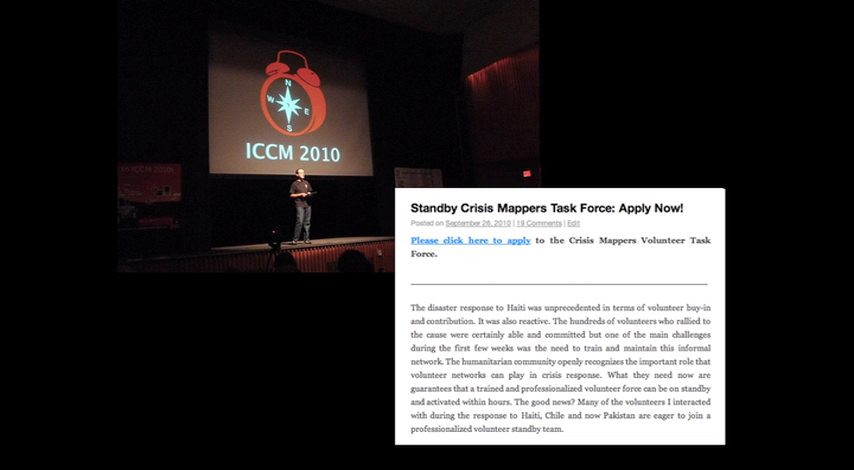 N
W E
S
ICCM 2010
Standby Crisis Mappers Task Force: Apply Now!
Posted on September 26, 2010 | 19 Comments | Edit
Please click here to apply to the Crisis Mappers Volunteer Task
Force.
The disaster response to Haiti was unprecedented in terms of volunteer buy-in
and contribution. It was also reactive. The hundreds of volunteers who rallied to
the cause were certainly able and committed but one of the main challenges
during the first few weeks was the need to train and maintain this informal
network. The humanitarian community openly recognizes the important role that
volunteer networks can play in crisis response. What they need now are
guarantees that a trained and professionalized volunteer force can be on standby
and activated within hours. The good news? Many of the volunteers I interacted
with during the response to Haiti, Chile and now Pakistan are eager to join a
professionalized volunteer standby team.